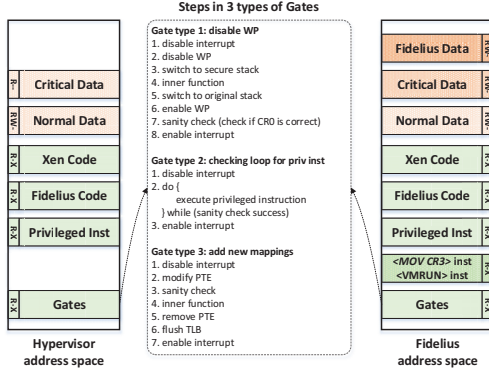 Steps in 3 types of Gates
R-- Critical Data
RW- Normal Data
R-X Xen Code
R-X Fidelius Code
R-X Privileged Inst
R-X Gates
Hypervisor
address space
Gate type 1: disable WP
1. disable interrupt
2. disable WP
3. switch to secure stack
4. inner function
5. switch to original stack
6. enable WP
7. sanity check (check if CR0 is correct)
8. enable interrupt
Gate type 2: checking loop for priv inst
1. disable interrupt
2. do {
execute privileged instruction
} while (sanity check success)
3. enable interrupt
Gate type 3: add new mappings
1. disable interrupt
2. modify PTE
3. sanity check
4. inner function
5. remove PTE
6. flush TLB
7. enable interrupt
Fidelius Data RW-
Critical Data RW-
Normal Data RW-
Xen Code R-X
Fidelius Code R-X
Privileged Inst R-X
<MOV CR3> inst
<VMRUN> inst R-X
Gates R-X
Fidelius
address space